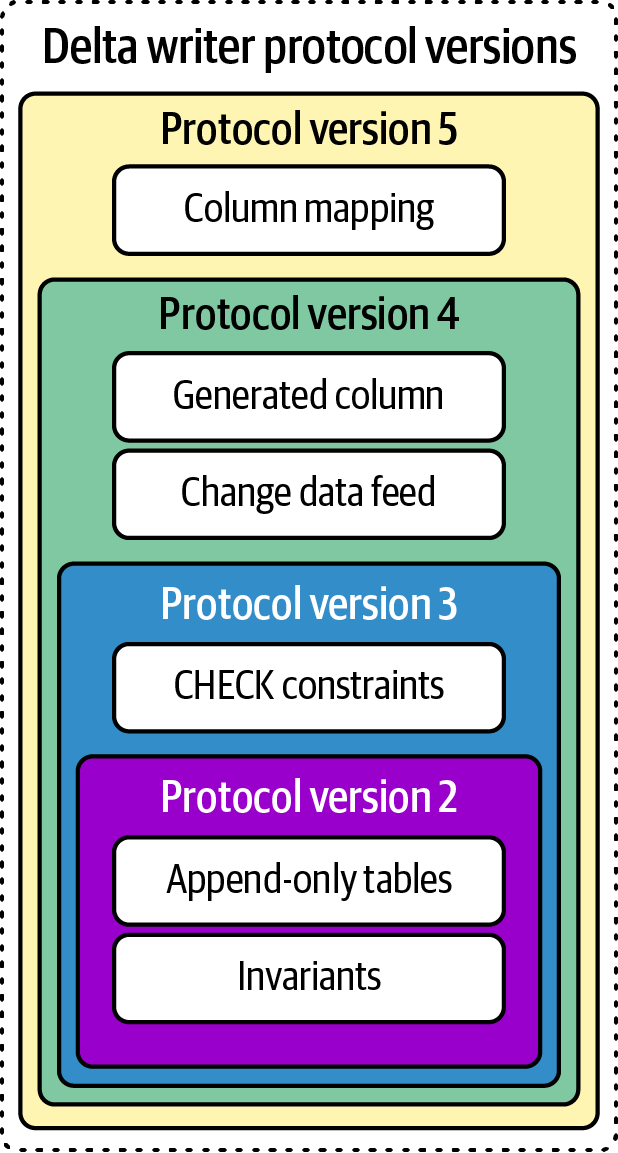 Delta writer protocol versions
Protocol version 5
Column mapping
Protocol version 4
Generated column
Change data feed
Protocol version 3
CHECK constraints
Protocol version 2
Append-only tables
Invariants